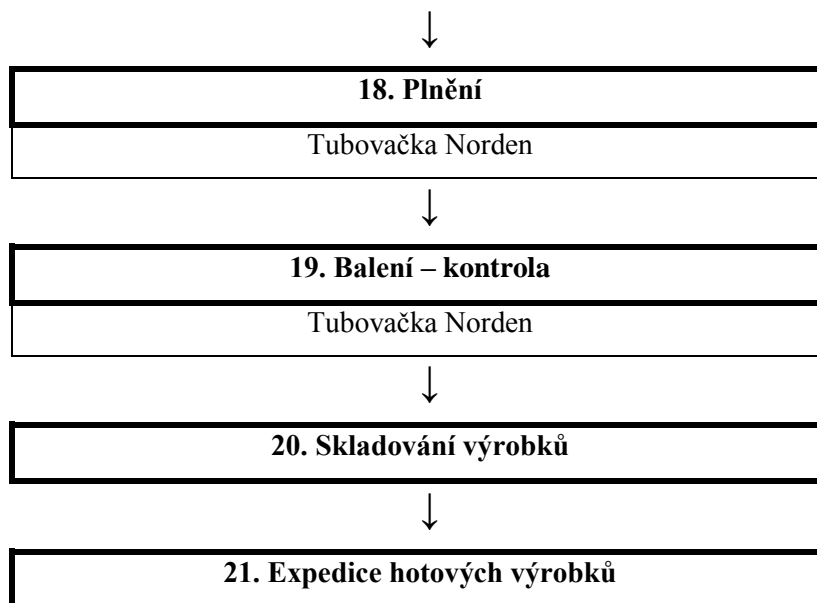 ↓
18. Plnění
Tubovačka Norden
↓
19. Balení – kontrola
Tubovačka Norden
↓
20. Skladování výrobků
↓
21. Expedice hotových výrobků